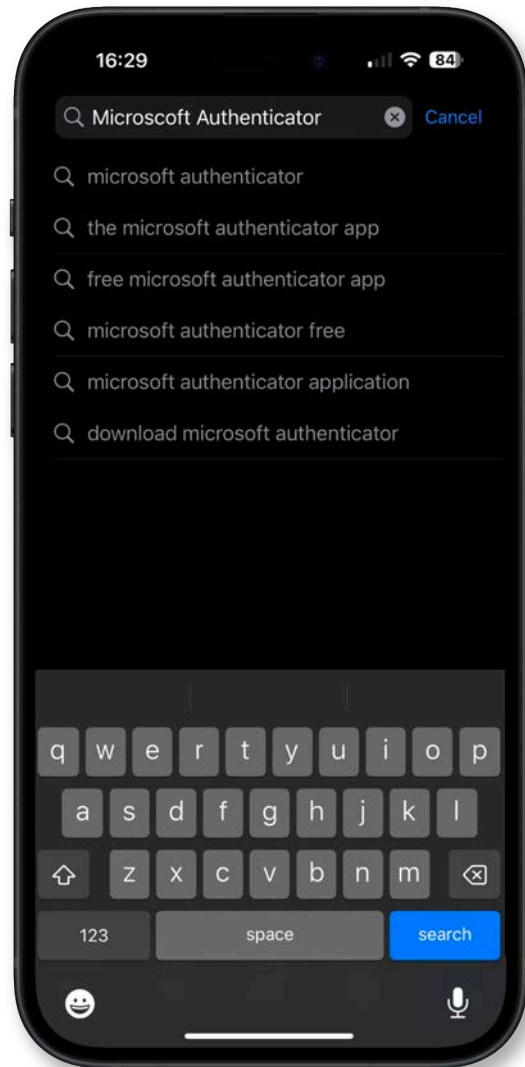 16:29
84
Microscoft Authenticator Cancel
microsoft authenticator
the microsoft authenticator app
free microsoft authenticator app
microsoft authenticator free
microsoft authenticator application
download microsoft authenticator
q w e r t y u i o p
a s d f g h j k l
z x c v b n m
123 space search